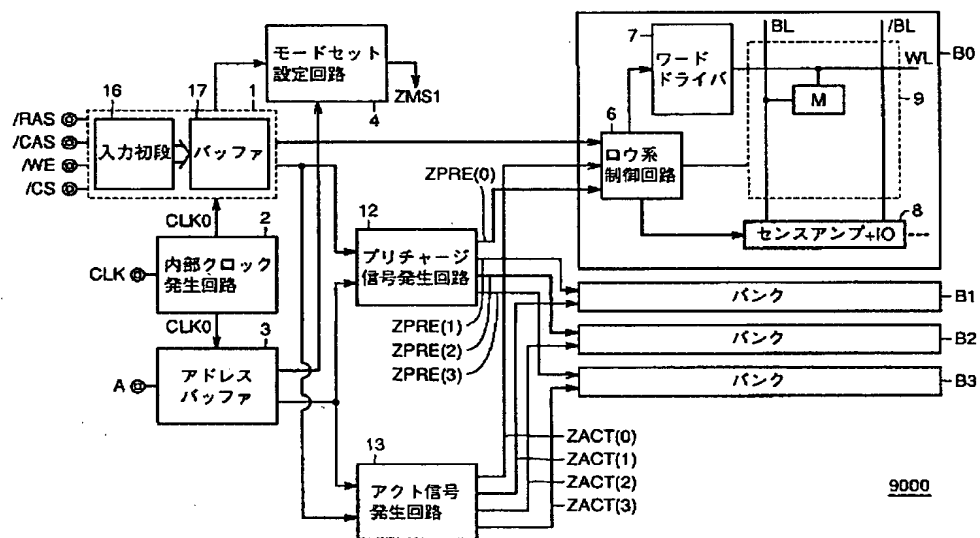 16
17
1
/RAS
/CAS
/WE
/CS
入力初段
バッファ
モードセット
設定回路
4
ZMS1
CLK0
2
CLK
内部クロック
発生回路
CLK0
3
A
アドレス
バッファ
12
プリチャージ
信号発生回路
ZPRE(0)
ZPRE(1)
ZPRE(2)
ZPRE(3)
13
アクト信号
発生回路
ZACT(0)
ZACT(1)
ZACT(2)
ZACT(3)
7
ワード
ドライバ
6
ロウ系
制御回路
BL
/BL
WL
M
9
8
センスアンプ+IO
B0
バンク
B1
バンク
B2
バンク
B3
9000